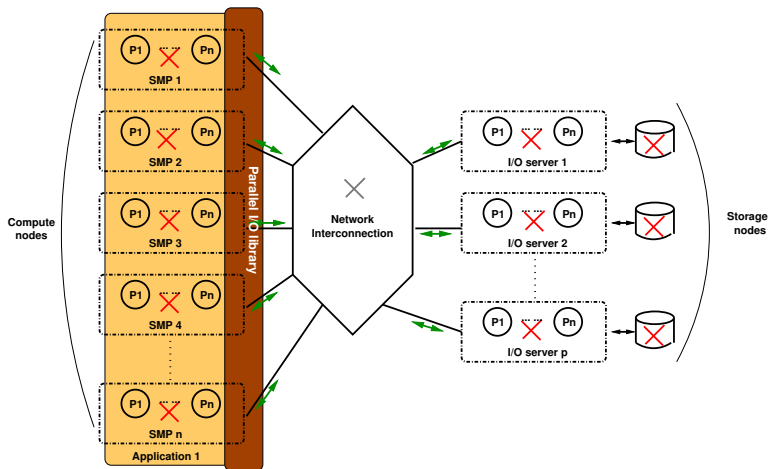 P1 Pn
SMP 1
P1 Pn
SMP 2
P1 Pn
SMP 3
P1 Pn
SMP 4
P1 Pn
SMP n
Application 1
Compute
nodes
Parallel I/O library
Network
Interconnection
P1 Pn
I/O server 1
P1 Pn
I/O server 2
P1 Pn
I/O server p
Storage
nodes